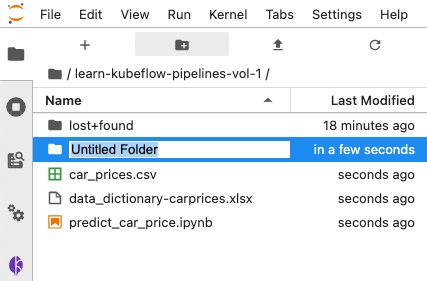 File Edit View Run Kernel Tabs Settings Help
/ learn-kubeflow-pipelines-vol-1 /
Name Last Modified
lost+found 18 minutes ago
Untitled Folder in a few seconds
car_prices.csv seconds ago
data_dictionary-carprices.xlsx seconds ago
predict_car_price.ipynb seconds ago